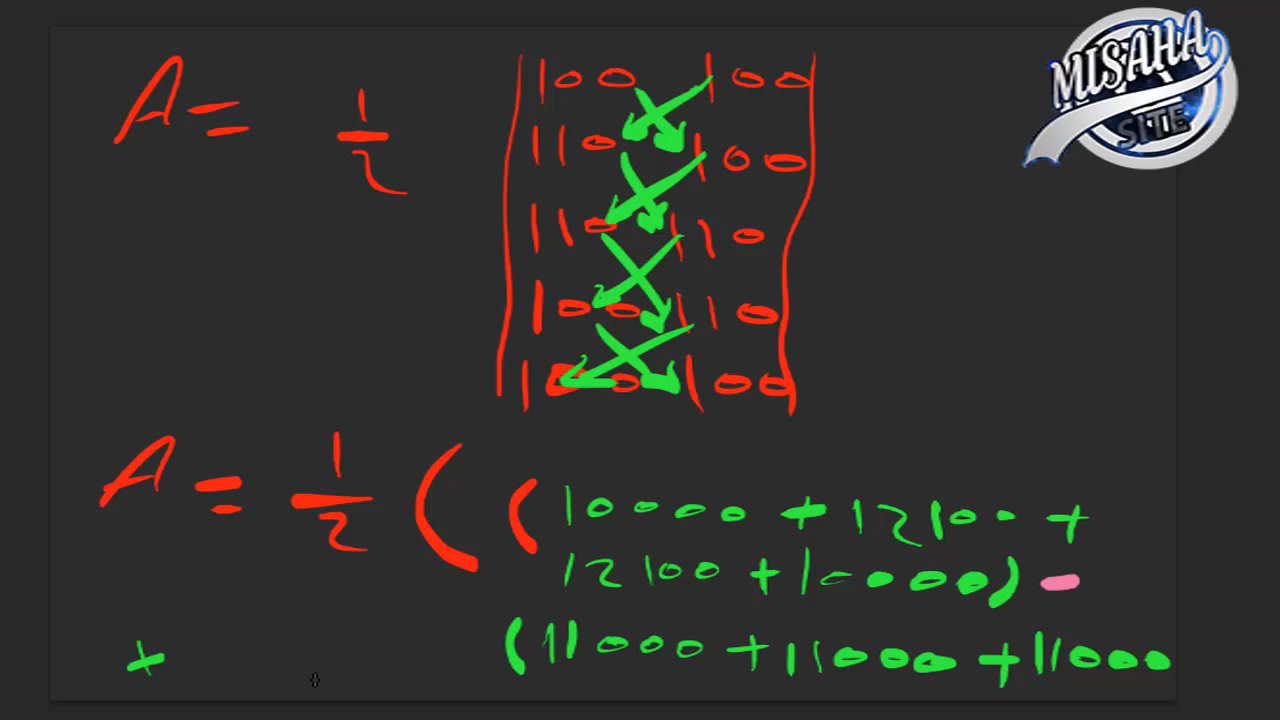 A = 1/2 | 100 100 |
| 110 100 |
| 110 110 |
| 100 110 |
| 100 100 |
A = 1/2 ( ( 10000 + 12100 +
12100 + 10000 ) -
( 11000 + 11000 + 11000
+
MISAHA
SITE